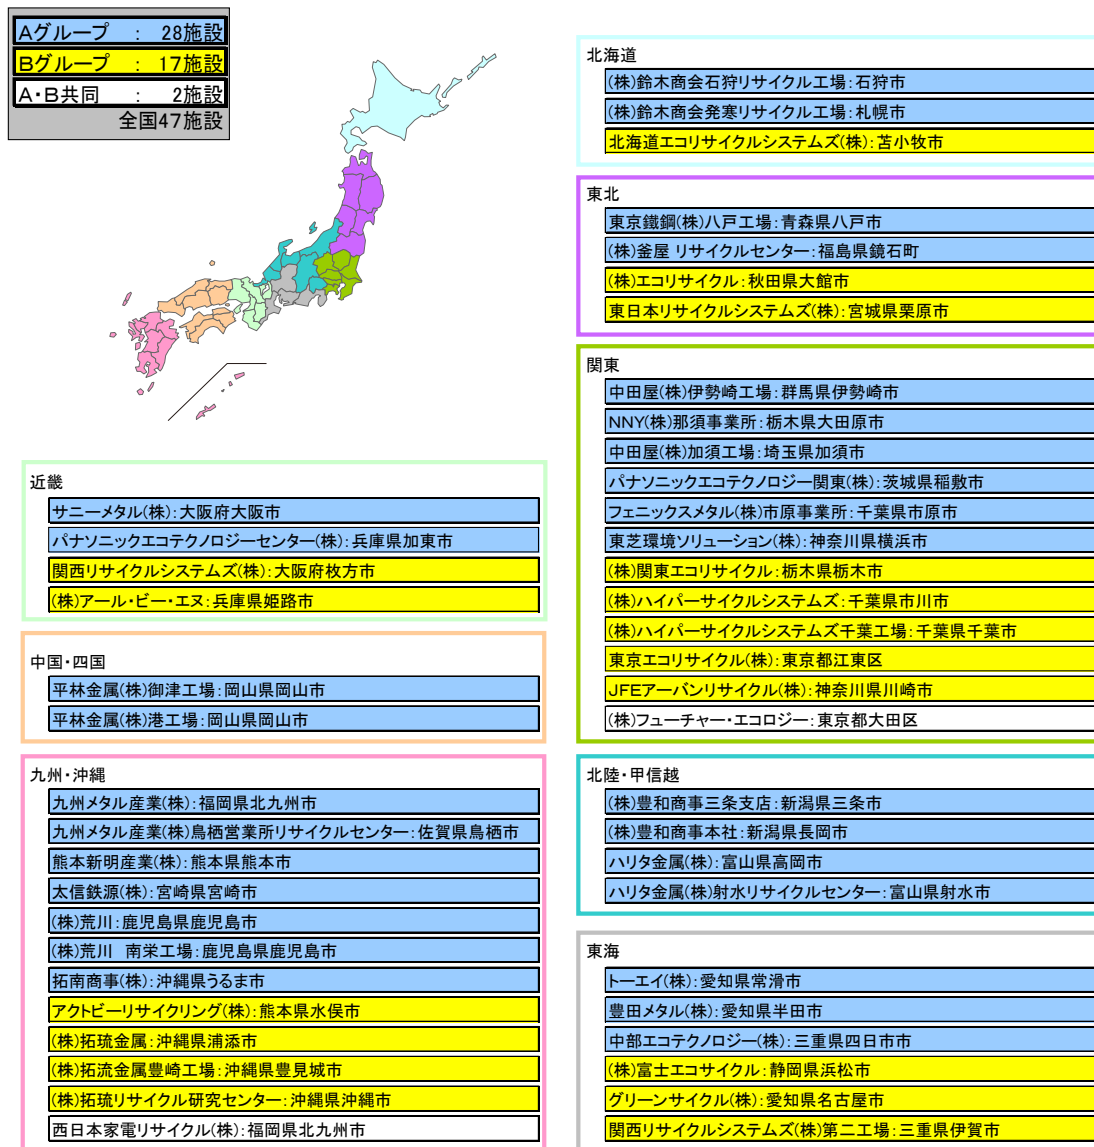 Aグループ : 28施設
Bグループ : 17施設
A・B共同 : 2施設
全国47施設
北海道
(株)鈴木商会石狩リサイクル工場:石狩市
(株)鈴木商会発寒リサイクル工場:札幌市
北海道エコリサイクルシステムズ(株):苫小牧市
東北
東京鐵鋼(株)八戸工場:青森県八戸市
(株)釜屋 リサイクルセンター:福島県鏡石町
(株)エコリサイクル:秋田県大館市
東日本リサイクルシステムズ(株):宮城県栗原市
関東
中田屋(株)伊勢崎工場:群馬県伊勢崎市
NNY(株)那須事業所:栃木県大田原市
中田屋(株)加須工場:埼玉県加須市
パナソニックエコテクノロジー関東(株):茨城県稲敷市
フェニックスメタル(株)市原事業所:千葉県市原市
東芝環境ソリューション(株):神奈川県横浜市
(株)関東エコリサイクル:栃木県栃木市
(株)ハイパーサイクルシステムズ:千葉県市川市
(株)ハイパーサイクルシステムズ千葉工場:千葉県千葉市
東京エコリサイクル(株):東京都江東区
JFEアーバンリサイクル(株):神奈川県川崎市
(株)フューチャー・エコロジー:東京都大田区
近畿
サニーメタル(株):大阪府大阪市
パナソニックエコテクノロジーセンター(株):兵庫県加東市
関西リサイクルシステムズ(株):大阪府枚方市
(株)アール・ビー・エヌ:兵庫県姫路市
中国・四国
平林金属(株)御津工場:岡山県岡山市
平林金属(株)港工場:岡山県岡山市
九州・沖縄
九州メタル産業(株):福岡県北九州市
九州メタル産業(株)鳥栖営業所リサイクルセンター:佐賀県鳥栖市
熊本新明産業(株):熊本県熊本市
太信鉄源(株):宮崎県宮崎市
(株)荒川:鹿児島県鹿児島市
(株)荒川 南栄工場:鹿児島県鹿児島市
拓南商事(株):沖縄県うるま市
アクトビーリサイクリング(株):熊本県水俣市
(株)拓琉金属:沖縄県浦添市
(株)拓流金属豊崎工場:沖縄県豊見城市
(株)拓琉リサイクル研究センター:沖縄県沖縄市
西日本家電リサイクル(株):福岡県北九州市
北陸・甲信越
(株)豊和商事三条支店:新潟県三条市
(株)豊和商事本社:新潟県長岡市
ハリタ金属(株):富山県高岡市
ハリタ金属(株)射水リサイクルセンター:富山県射水市
東海
トーエイ(株):愛知県常滑市
豊田メタル(株):愛知県半田市
中部エコテクノロジー(株):三重県四日市市
(株)富士エコサイクル:静岡県浜松市
グリーンサイクル(株):愛知県名古屋市
関西リサイクルシステムズ(株)第二工場:三重県伊賀市